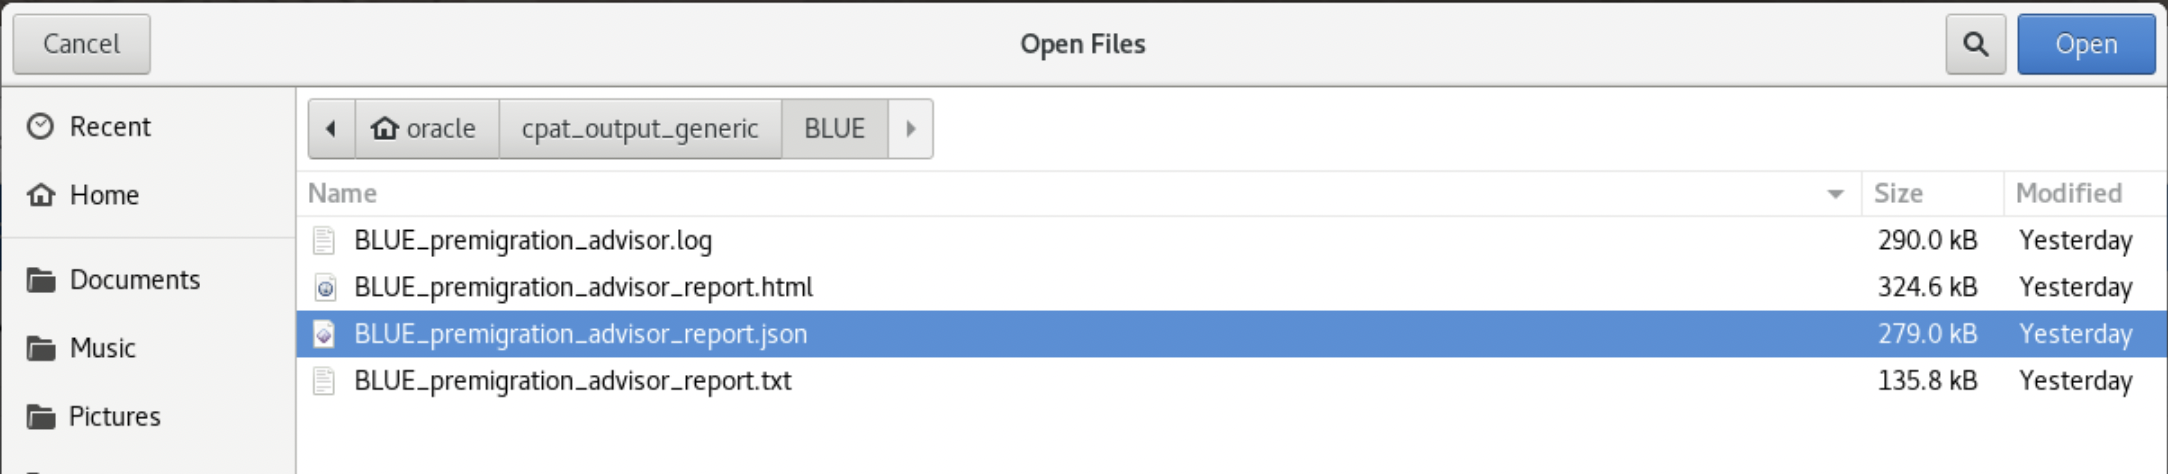 Cancel Open Files Open
Recent
Home
Documents
Music
Pictures
oracle cpat_output_generic BLUE
Name Size Modified
BLUE_premigration_advisor.log 290.0 kB Yesterday
BLUE_premigration_advisor_report.html 324.6 kB Yesterday
BLUE_premigration_advisor_report.json 279.0 kB Yesterday
BLUE_premigration_advisor_report.txt 135.8 kB Yesterday